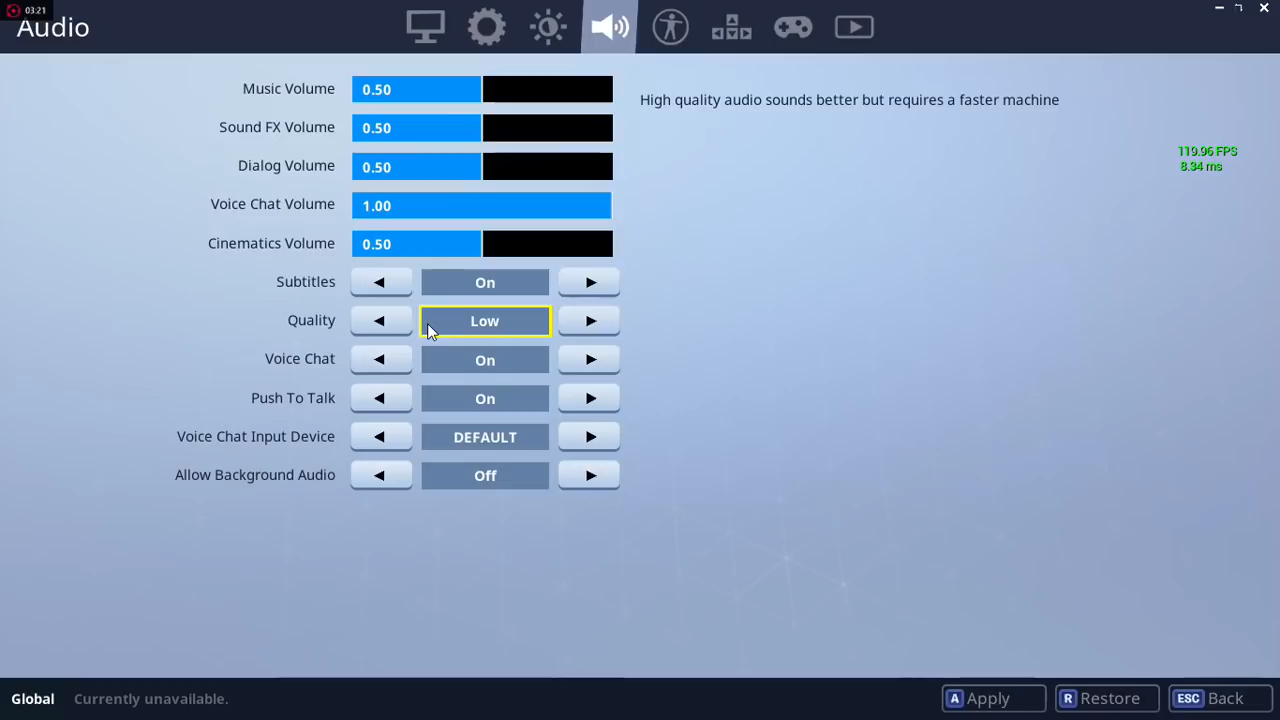 03:21
Audio
Music Volume 0.50
High quality audio sounds better but requires a faster machine
Sound FX Volume 0.50
119.96 FPS
8.34 ms
Dialog Volume 0.50
Voice Chat Volume 1.00
Cinematics Volume 0.50
Subtitles On
Quality Low
Voice Chat On
Push To Talk On
Voice Chat Input Device DEFAULT
Allow Background Audio Off
Global Currently unavailable. A Apply R Restore ESC Back